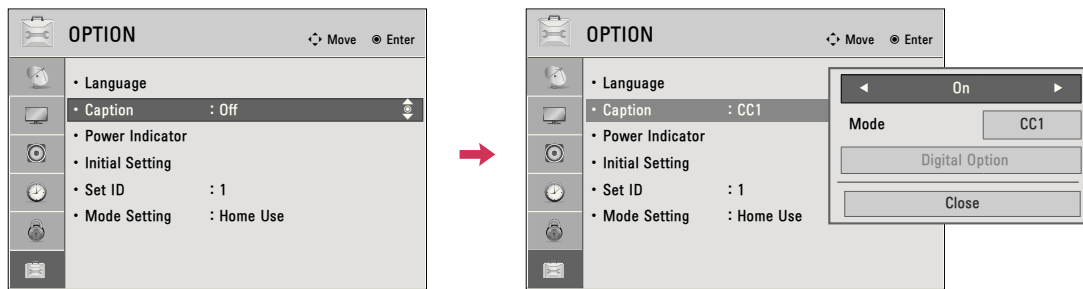 OPTION
Move Enter
• Language
• Caption : Off
• Power Indicator
• Initial Setting
• Set ID : 1
• Mode Setting : Home Use
OPTION
Move Enter
• Language
• Caption : CC1
• Power Indicator
• Initial Setting
• Set ID : 1
• Mode Setting : Home Use
◀ On ▶
Mode CC1
Digital Option
Close